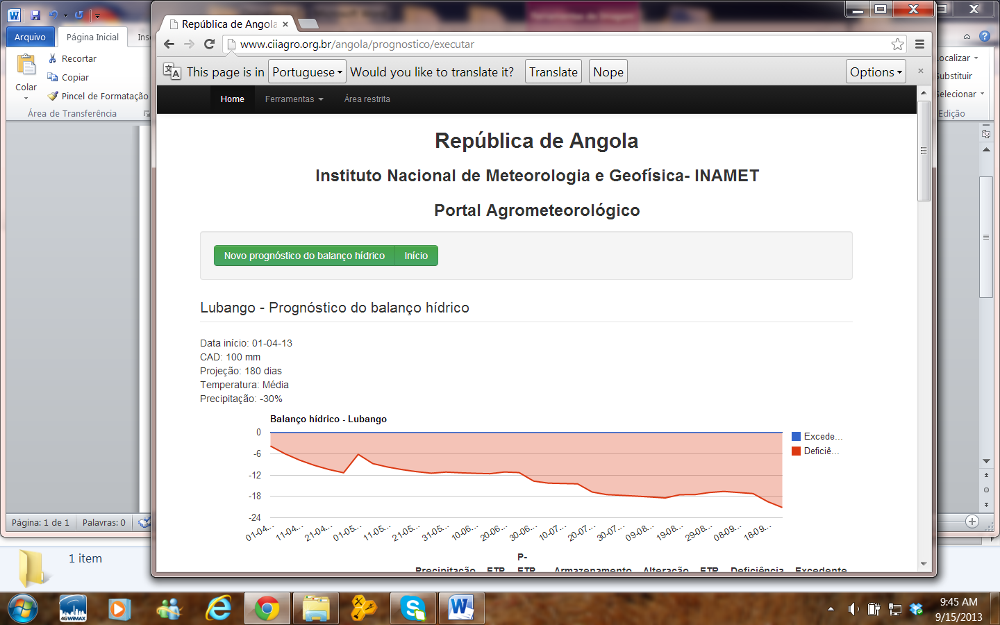 República de Angola
www.ciiagro.org.br/angola/prognostico/executar
This page is in Portuguese Would you like to translate it? Translate Nope Options
Home Ferramentas Área restrita
República de Angola
Instituto Nacional de Meteorologia e Geofísica- INAMET
Portal Agrometeorológico
Novo prognóstico do balanço hídrico Início
Lubango - Prognóstico do balanço hídrico
Data início: 01-04-13
CAD: 100 mm
Projeção: 180 dias
Temperatura: Média
Precipitação: -30%
Balanço hídrico - Lubango
0
-6
-12
-18
-24
Excede...
Deficiê...
01-04... 11-04... 21-04... 01-05... 11-05... 21-05... 31-05... 10-06... 20-06... 30-06... 10-07... 20-07... 30-07... 09-08... 19-08... 29-08... 08-09... 18-09...
P-
Precipitação ETP ETP Armazenamento Alteração ETR Deficiência Excedente
Arquivo Página Inicial Ins
Colar
Recortar
Copiar
Pincel de Formatação
Área de Transferência
ocalizar
ubstituir
elecionar
Edição
Página: 1 de 1 Palavras: 0
1 item
4GWiMAX
9:45 AM
9/15/2013